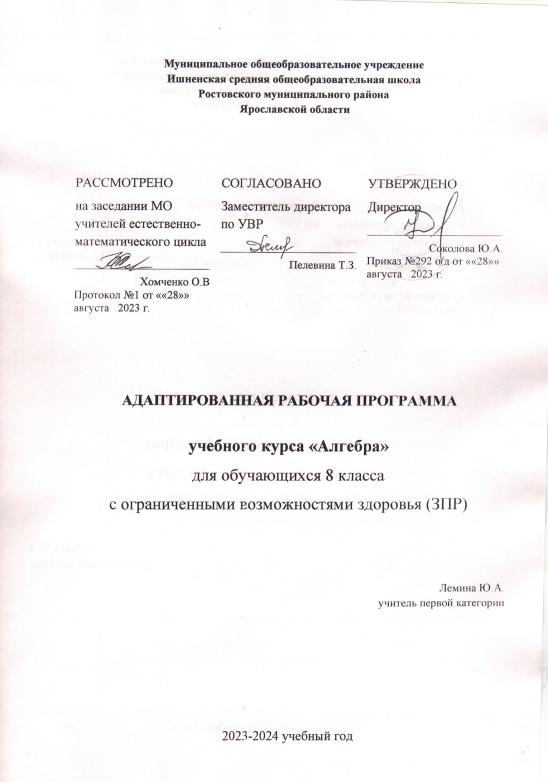 Муниципальное общеобразовательное учреждение
Ишненская средняя общеобразовательная школа
Ростовского муниципального района
Ярославской области
РАССМОТРЕНО
на заседании МО
учителей естественно-
математического цикла
Хомченко О.В
Протокол №1 от ««28»»
августа 2023 г.
СОГЛАСОВАНО
Заместитель директора
по УВР
Пелевина Т.З.
УТВЕРЖДЕНО
Директор
Соколова Ю.А.
Приказ №292 о/д от ««28»»
августа 2023 г.
АДАПТИРОВАННАЯ РАБОЧАЯ ПРОГРАММА
учебного курса «Алгебра»
для обучающихся 8 класса
с ограниченными возможностями здоровья (ЗПР)
Лемина Ю.А.
учитель первой категории
2023-2024 учебный год